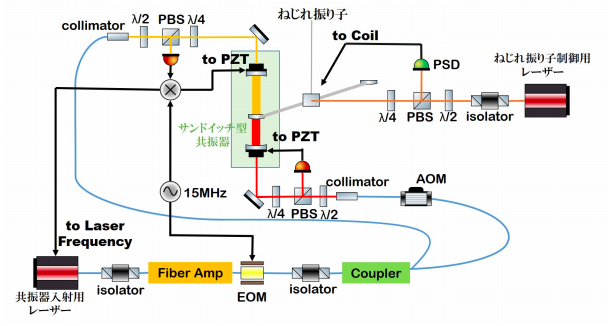 collimator
λ/2
PBS
λ/4
ねじれ振り子
to PZT
to Coil
PSD
ねじれ振り子制御用
レーザー
λ/4
PBS
λ/2
isolator
サンドイッチ型
共振器
to PZT
15MHz
λ/4
PBS
λ/2
collimator
AOM
to Laser
Frequency
共振器入射用
レーザー
isolator
Fiber Amp
EOM
isolator
Coupler